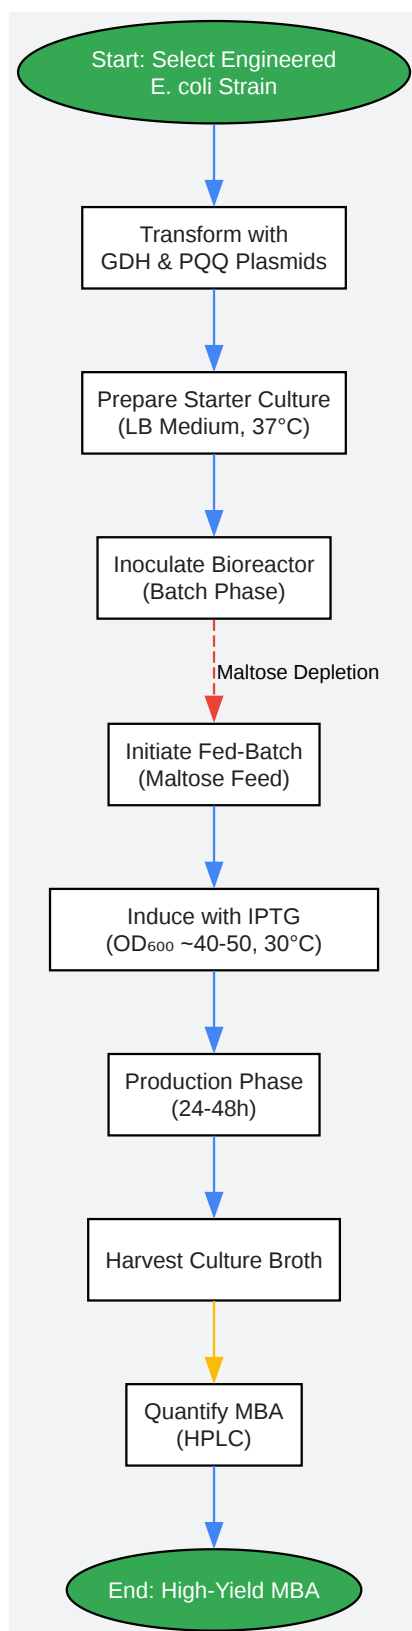 Start: Select Engineered
E. coli Strain
Transform with
GDH & PQQ Plasmids
Prepare Starter Culture
(LB Medium, 37°C)
Inoculate Bioreactor
(Batch Phase)
Maltose Depletion
Initiate Fed-Batch
(Maltose Feed)
Induce with IPTG
(OD₆₀₀ ~40-50, 30°C)
Production Phase
(24-48h)
Harvest Culture Broth
Quantify MBA
(HPLC)
End: High-Yield MBA